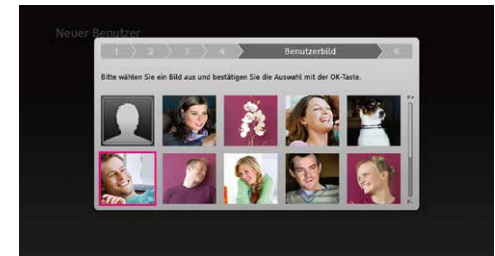 Neuer Benutzer
1 2 3 4 Benutzerbild 6
Bitte wählen Sie ein Bild aus und bestätigen Sie die Auswahl mit der OK-Taste.
P+
P-